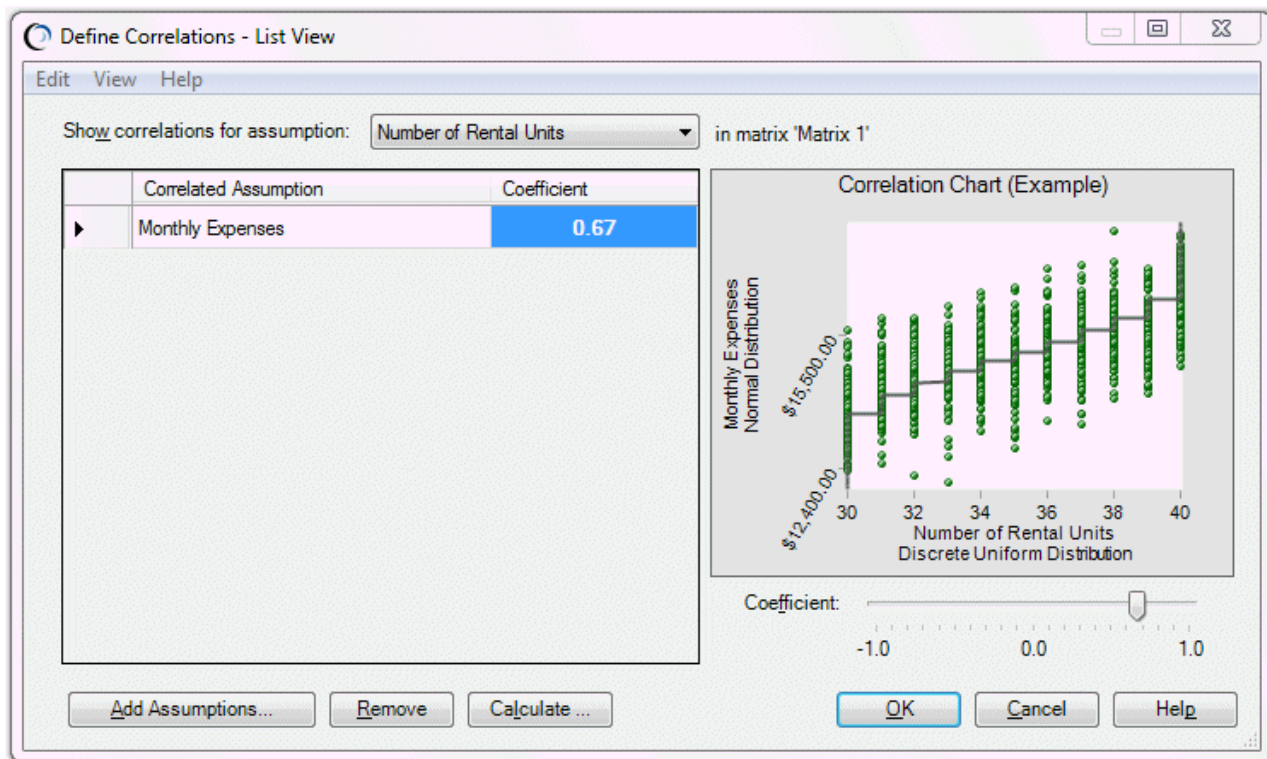 Define Correlations - List View
Edit View Help
Show correlations for assumption: Number of Rental Units in matrix 'Matrix 1'
Correlated Assumption Coefficient
Monthly Expenses 0.67
Correlation Chart (Example)
Monthly Expenses
Normal Distribution
$15,500.00
$12,400.00
30 32 34 36 38 40
Number of Rental Units
Discrete Uniform Distribution
Coefficient:
-1.0 0.0 1.0
Add Assumptions... Remove Calculate ... OK Cancel Help